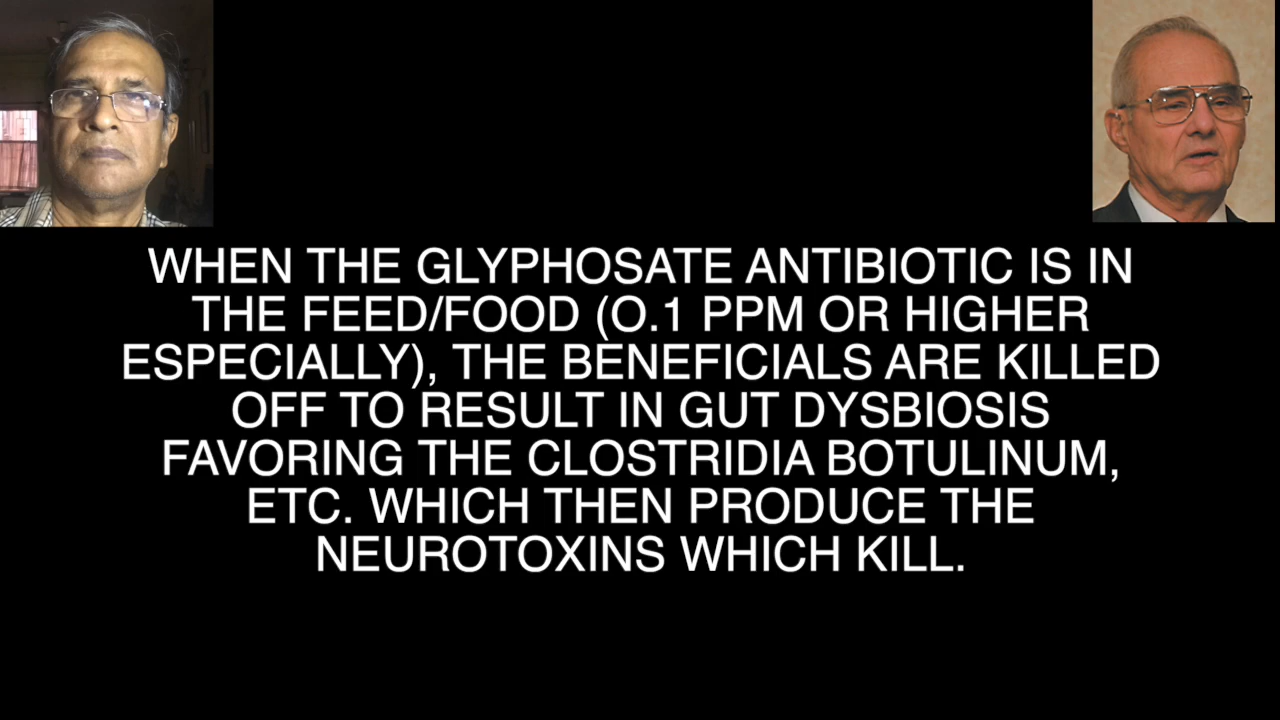 WHEN THE GLYPHOSATE ANTIBIOTIC IS IN
THE FEED/FOOD (O.1 PPM OR HIGHER
ESPECIALLY), THE BENEFICIALS ARE KILLED
OFF TO RESULT IN GUT DYSBIOSIS
FAVORING THE CLOSTRIDIA BOTULINUM,
ETC. WHICH THEN PRODUCE THE
NEUROTOXINS WHICH KILL.